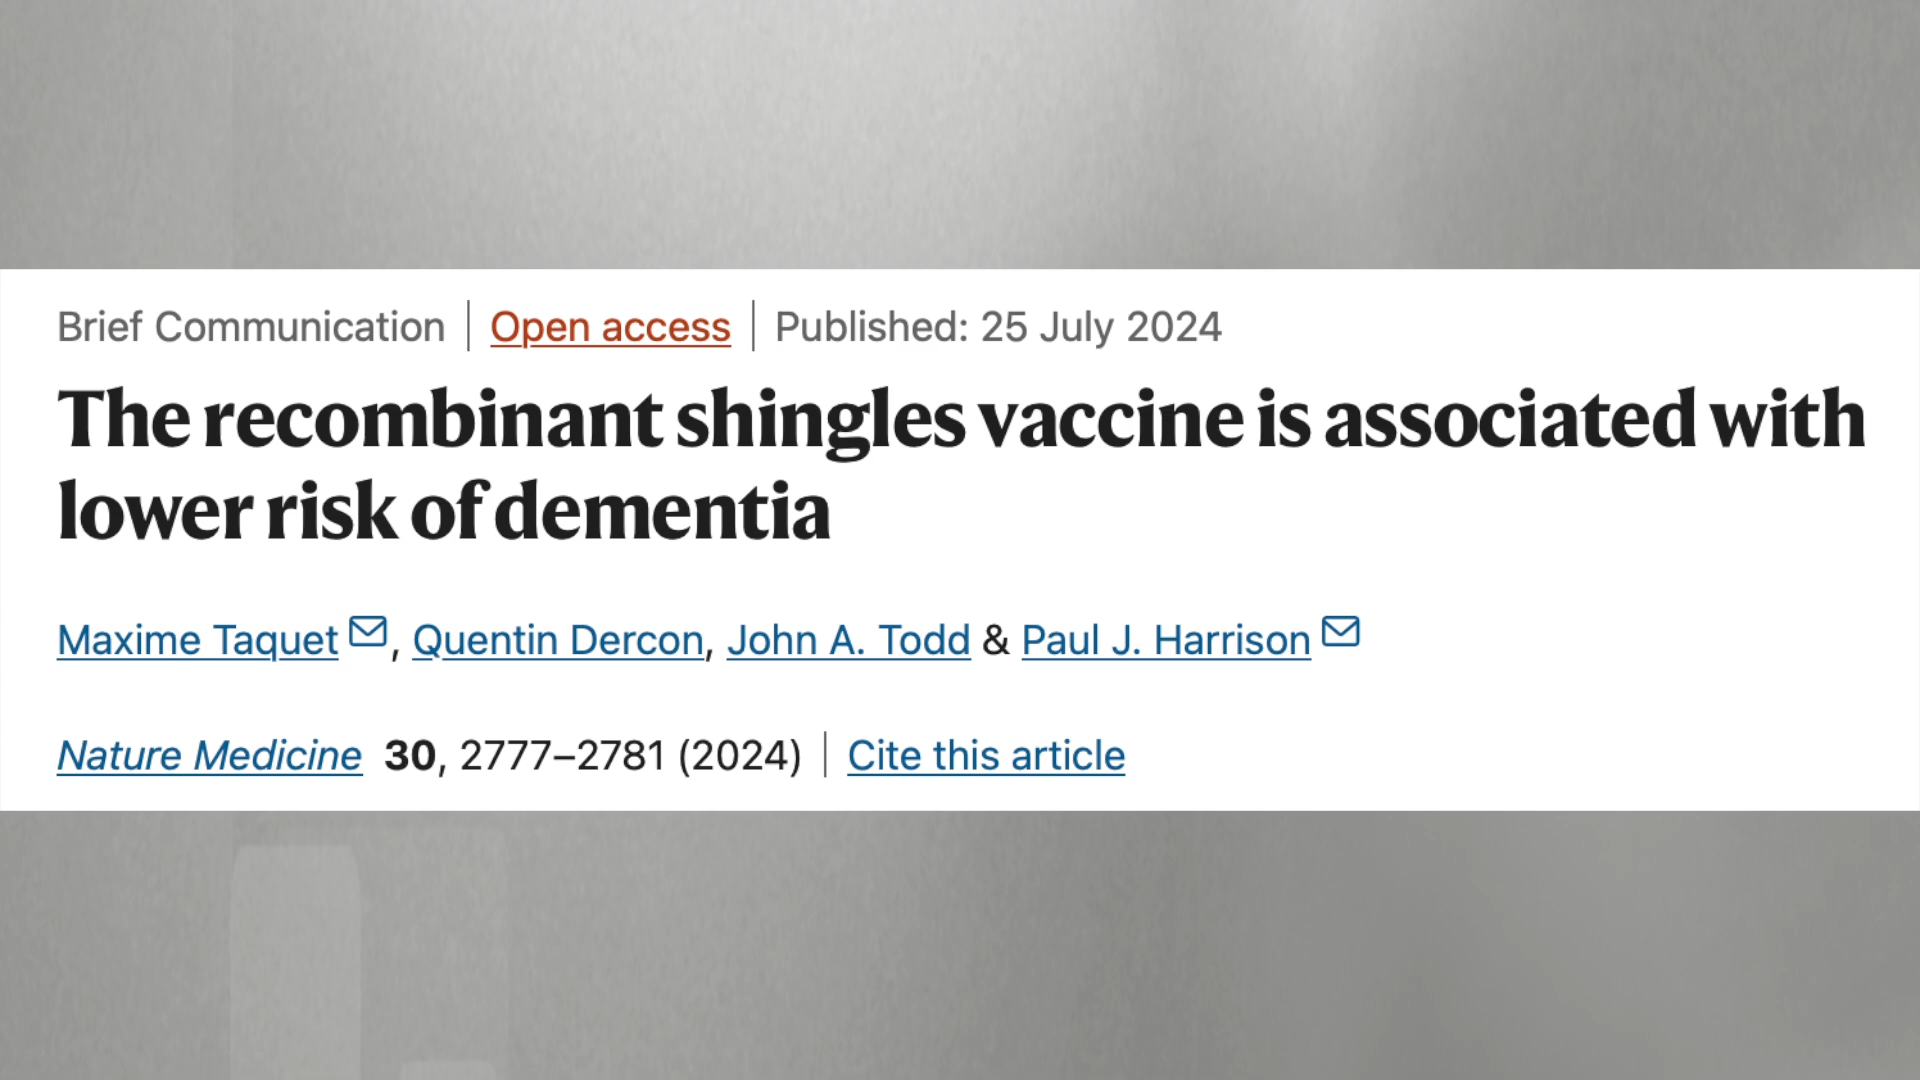 Brief Communication | Open access | Published: 25 July 2024
The recombinant shingles vaccine is associated with
lower risk of dementia
Maxime Taquet, Quentin Dercon, John A. Todd & Paul J. Harrison
Nature Medicine 30, 2777–2781 (2024) | Cite this article